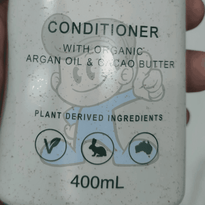 CONDITIONER
WITH ORGANIC
ARGAN OIL & CACAO BUTTER
PLANT DERIVED INGREDIENTS
400mL